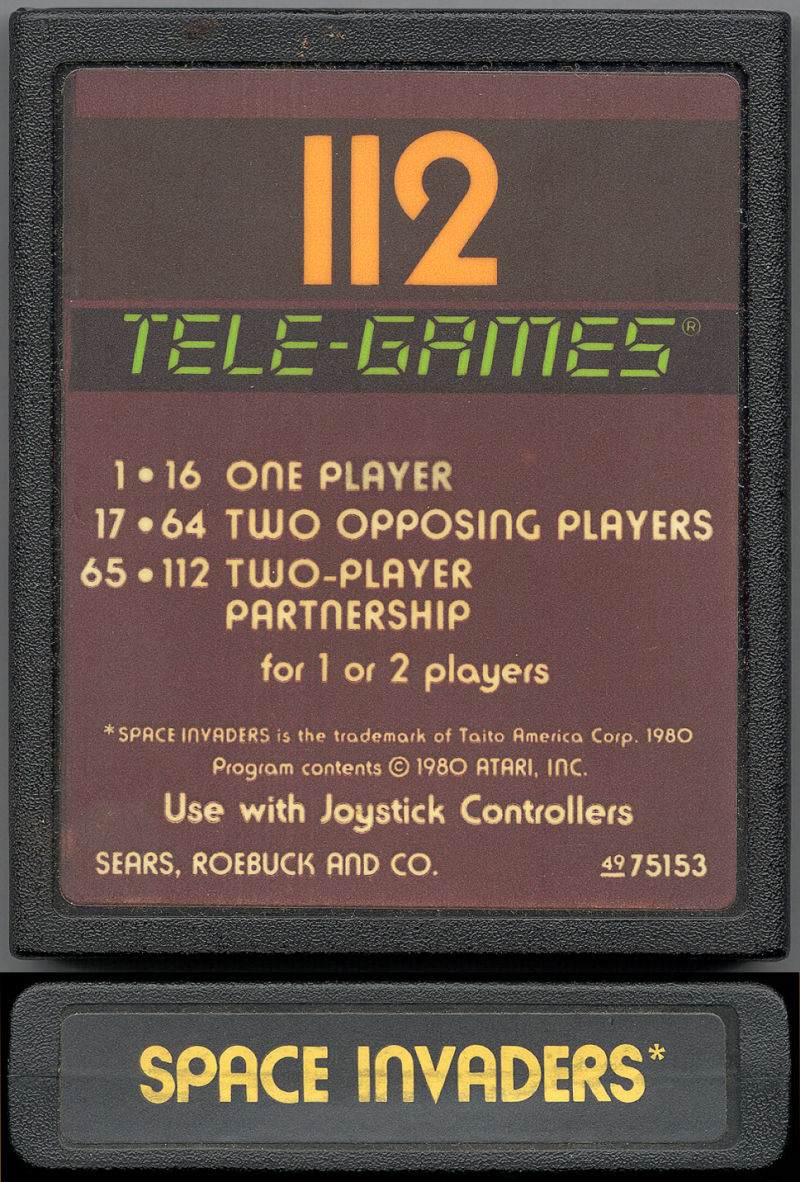 112
TELE-GAMES®
1•16 ONE PLAYER
17•64 TWO OPPOSING PLAYERS
65•112 TWO-PLAYER
PARTNERSHIP
for 1 or 2 players
*SPACE INVADERS is the trademark of Taito America Corp. 1980
Program contents © 1980 ATARI, INC.
Use with Joystick Controllers
SEARS, ROEBUCK AND CO. 49 75153
SPACE INVADERS*